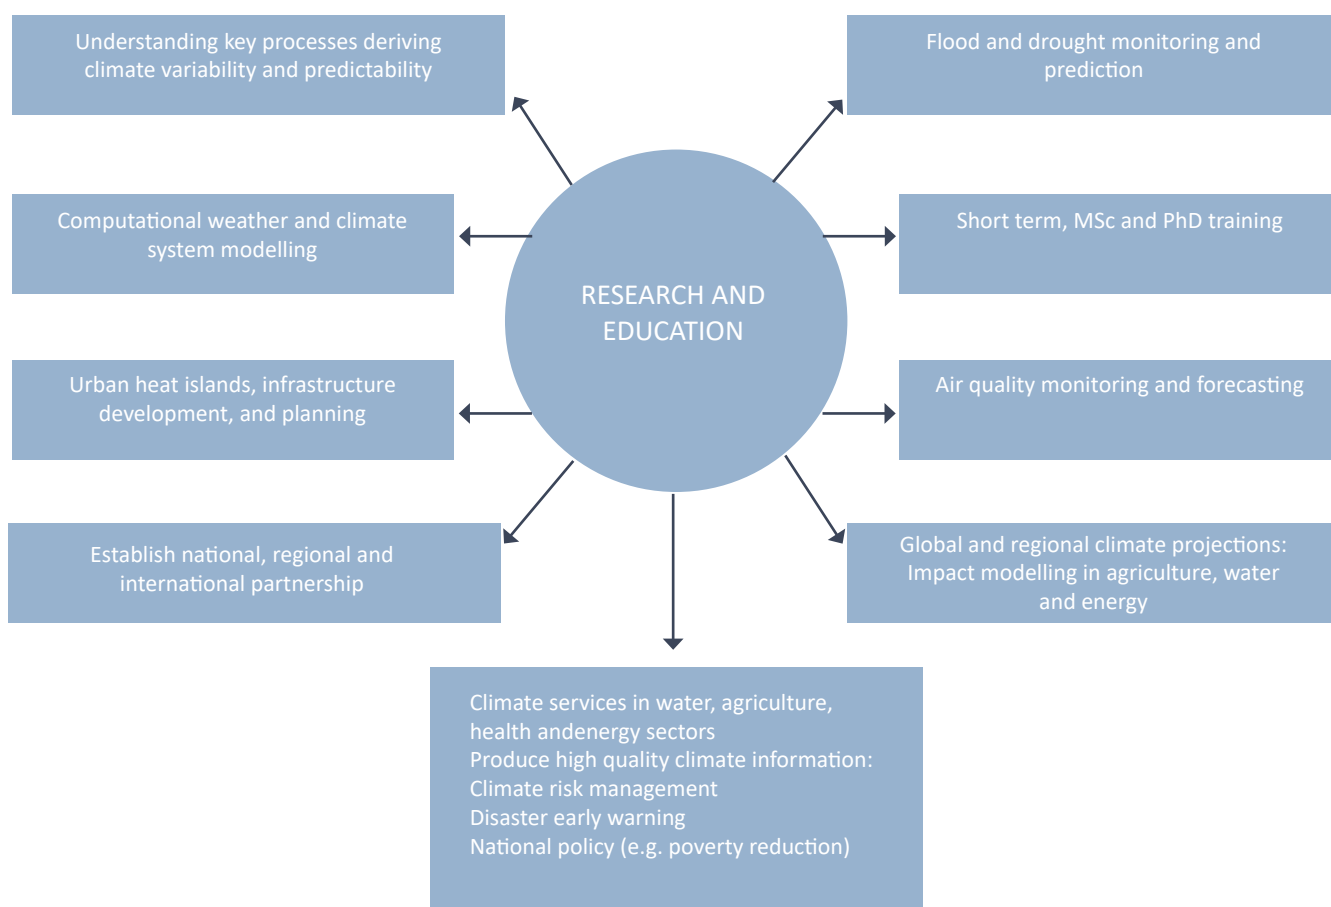 Understanding key processes deriving
climate variability and predictability
Flood and drought monitoring and
prediction
Computational weather and climate
system modelling
Short term, MSc and PhD training
RESEARCH AND
EDUCATION
Urban heat islands, infrastructure
development, and planning
Air quality monitoring and forecasting
Establish national, regional and
international partnership
Global and regional climate projections:
Impact modelling in agriculture, water
and energy
Climate services in water, agriculture,
health andenergy sectors
Produce high quality climate information:
Climate risk management
Disaster early warning
National policy (e.g. poverty reduction)